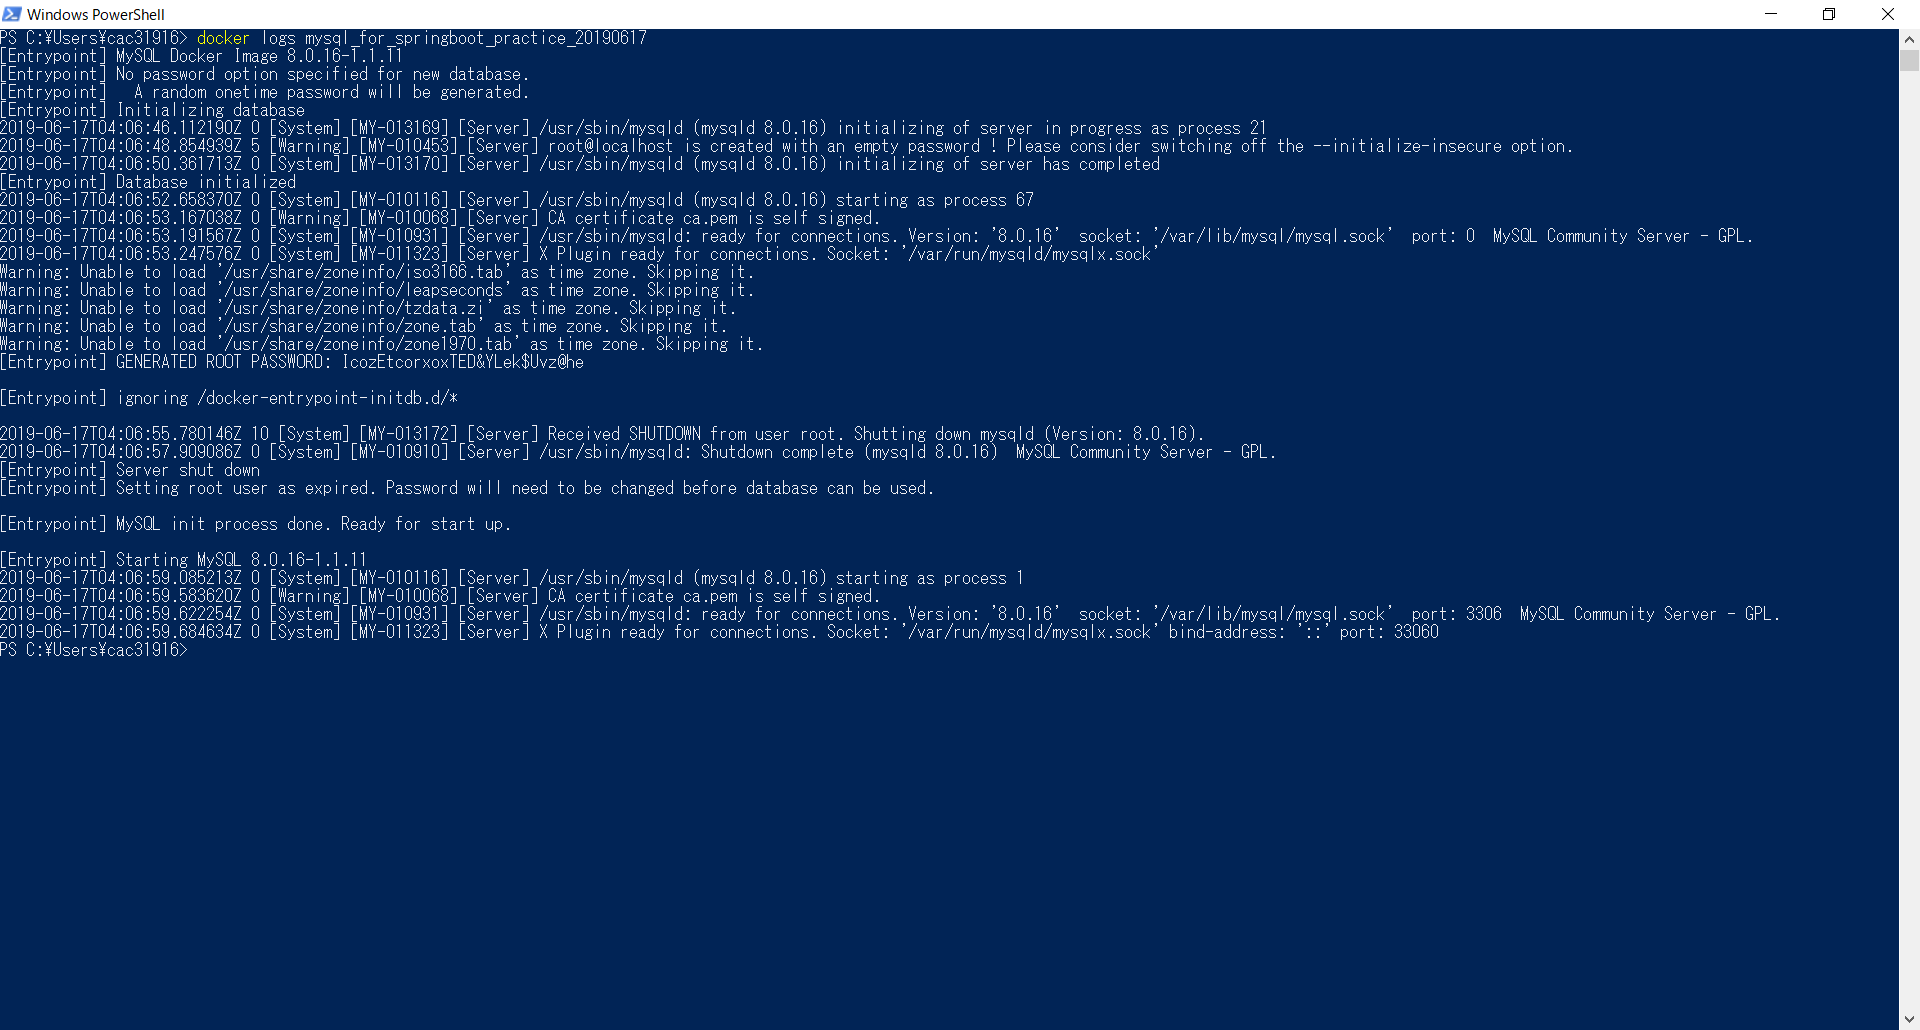 Windows PowerShell
PS C:¥Users¥cac31916> docker logs mysql_for_springboot_practice_20190617
[Entrypoint] MySQL Docker Image 8.0.16-1.1.11
[Entrypoint] No password option specified for new database.
[Entrypoint]   A random onetime password will be generated.
[Entrypoint] Initializing database
2019-06-17T04:06:46.112190Z 0 [System] [MY-013169] [Server] /usr/sbin/mysqld (mysqld 8.0.16) initializing of server in progress as process 21
2019-06-17T04:06:48.854939Z 5 [Warning] [MY-010453] [Server] root@localhost is created with an empty password ! Please consider switching off the --initialize-insecure option.
2019-06-17T04:06:50.361713Z 0 [System] [MY-013170] [Server] /usr/sbin/mysqld (mysqld 8.0.16) initializing of server has completed
[Entrypoint] Database initialized
2019-06-17T04:06:52.658370Z 0 [System] [MY-010116] [Server] /usr/sbin/mysqld (mysqld 8.0.16) starting as process 67
2019-06-17T04:06:53.167038Z 0 [Warning] [MY-010068] [Server] CA certificate ca.pem is self signed.
2019-06-17T04:06:53.191567Z 0 [System] [MY-010931] [Server] /usr/sbin/mysqld: ready for connections. Version: '8.0.16'  socket: '/var/lib/mysql/mysql.sock'  port: 0  MySQL Community Server - GPL.
2019-06-17T04:06:53.247576Z 0 [System] [MY-011323] [Server] X Plugin ready for connections. Socket: '/var/run/mysqld/mysqlx.sock'
Warning: Unable to load '/usr/share/zoneinfo/iso3166.tab' as time zone. Skipping it.
Warning: Unable to load '/usr/share/zoneinfo/leapseconds' as time zone. Skipping it.
Warning: Unable to load '/usr/share/zoneinfo/tzdata.zi' as time zone. Skipping it.
Warning: Unable to load '/usr/share/zoneinfo/zone.tab' as time zone. Skipping it.
Warning: Unable to load '/usr/share/zoneinfo/zone1970.tab' as time zone. Skipping it.
[Entrypoint] GENERATED ROOT PASSWORD: IcozEtcorxoxTED&YLek$Uvz@he
[Entrypoint] ignoring /docker-entrypoint-initdb.d/*
2019-06-17T04:06:55.780146Z 10 [System] [MY-013172] [Server] Received SHUTDOWN from user root. Shutting down mysqld (Version: 8.0.16).
2019-06-17T04:06:57.909086Z 0 [System] [MY-010910] [Server] /usr/sbin/mysqld: Shutdown complete (mysqld 8.0.16)  MySQL Community Server - GPL.
[Entrypoint] Server shut down
[Entrypoint] Setting root user as expired. Password will need to be changed before database can be used.
[Entrypoint] MySQL init process done. Ready for start up.
[Entrypoint] Starting MySQL 8.0.16-1.1.11
2019-06-17T04:06:59.085213Z 0 [System] [MY-010116] [Server] /usr/sbin/mysqld (mysqld 8.0.16) starting as process 1
2019-06-17T04:06:59.583620Z 0 [Warning] [MY-010068] [Server] CA certificate ca.pem is self signed.
2019-06-17T04:06:59.622254Z 0 [System] [MY-010931] [Server] /usr/sbin/mysqld: ready for connections. Version: '8.0.16'  socket: '/var/lib/mysql/mysql.sock'  port: 3306  MySQL Community Server - GPL.
2019-06-17T04:06:59.684634Z 0 [System] [MY-011323] [Server] X Plugin ready for connections. Socket: '/var/run/mysqld/mysqlx.sock' bind-address: '::' port: 33060
PS C:¥Users¥cac31916>